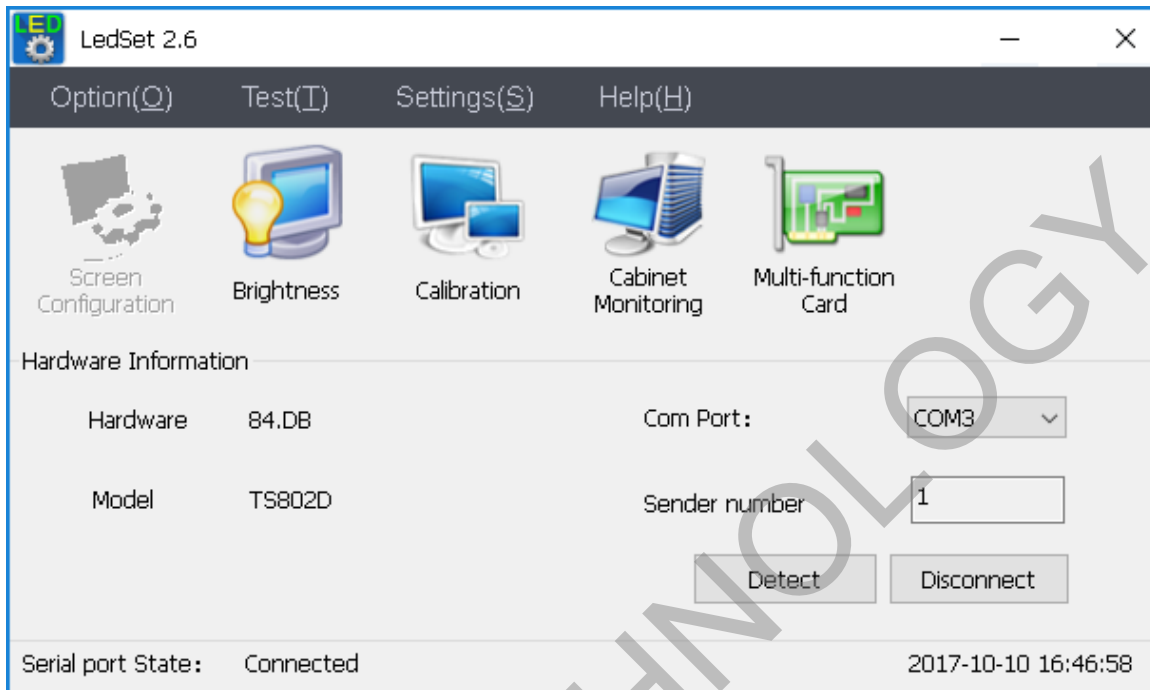 LED
LedSet 2.6
Option(O) Test(T) Settings(S) Help(H)
Screen
Configuration
Brightness
Calibration
Cabinet
Monitoring
Multi-function
Card
Hardware Information
Hardware 84.DB Com Port: COM3
Model TS802D Sender number 1
Detect Disconnect
Serial port State: Connected 2017-10-10 16:46:58
HNOLOGY